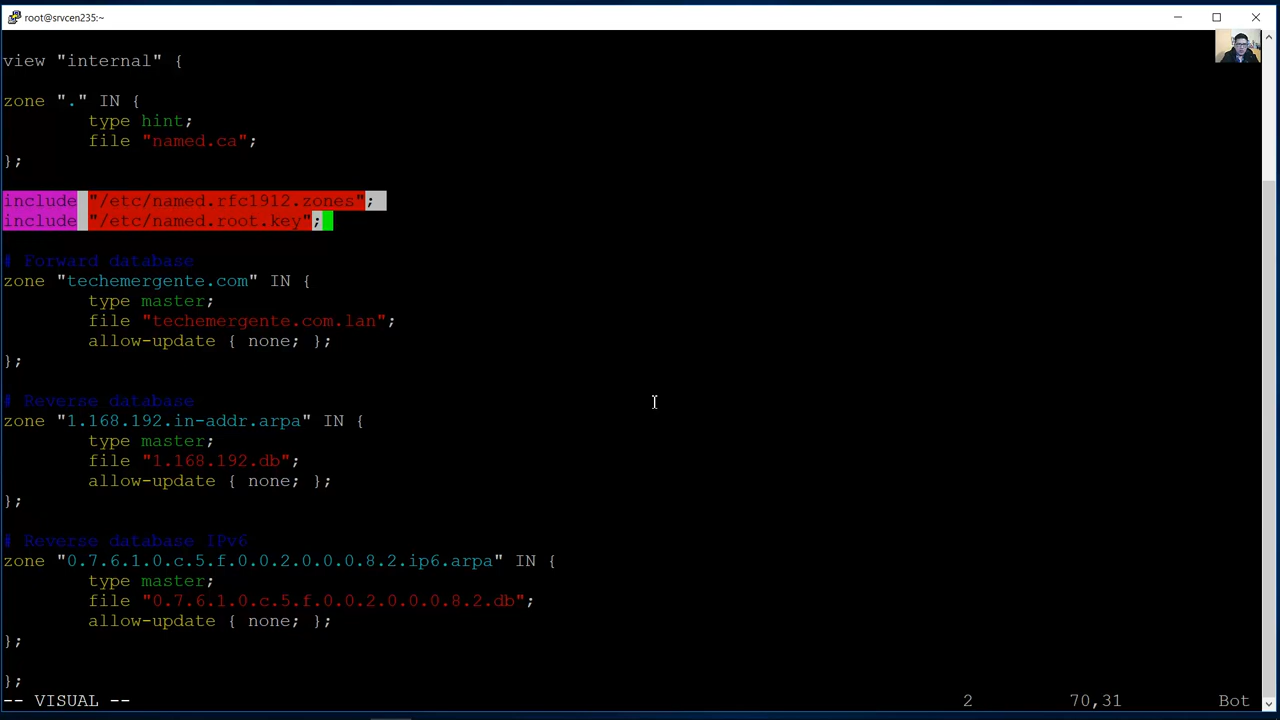 root@srvcen235:~
view "internal" {
zone "." IN {
type hint;
file "named.ca";
};
include "/etc/named.rfc1912.zones";
include "/etc/named.root.key";
# Forward database
zone "techemergente.com" IN {
type master;
file "techemergente.com.lan";
allow-update { none; };
};
# Reverse database
zone "1.168.192.in-addr.arpa" IN {
type master;
file "1.168.192.db";
allow-update { none; };
};
# Reverse database IPv6
zone "0.7.6.1.0.c.5.f.0.0.2.0.0.0.8.2.ip6.arpa" IN {
type master;
file "0.7.6.1.0.c.5.f.0.0.2.0.0.0.8.2.db";
allow-update { none; };
};
};
-- VISUAL -- 2 70,31 Bot